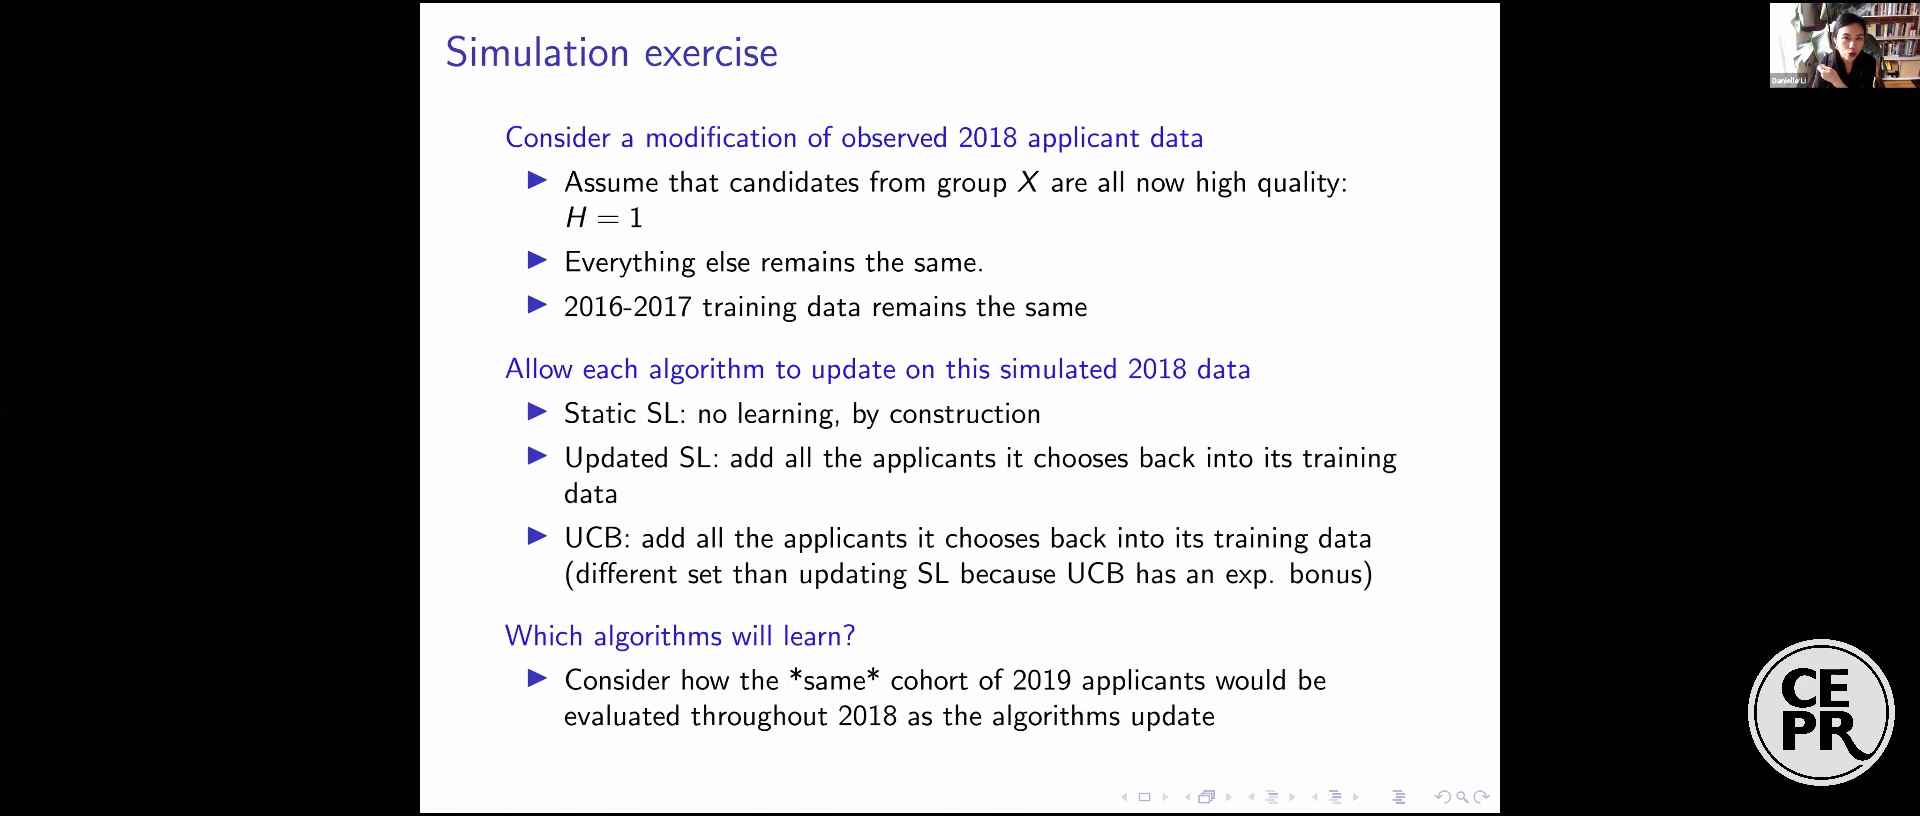 Simulation exercise
Danielle Li
Consider a modification of observed 2018 applicant data
Assume that candidates from group X are all now high quality:
H = 1
Everything else remains the same.
2016-2017 training data remains the same
Allow each algorithm to update on this simulated 2018 data
Static SL: no learning, by construction
Updated SL: add all the applicants it chooses back into its training
data
UCB: add all the applicants it chooses back into its training data
(different set than updating SL because UCB has an exp. bonus)
Which algorithms will learn?
Consider how the *same* cohort of 2019 applicants would be
evaluated throughout 2018 as the algorithms update
CE
PR